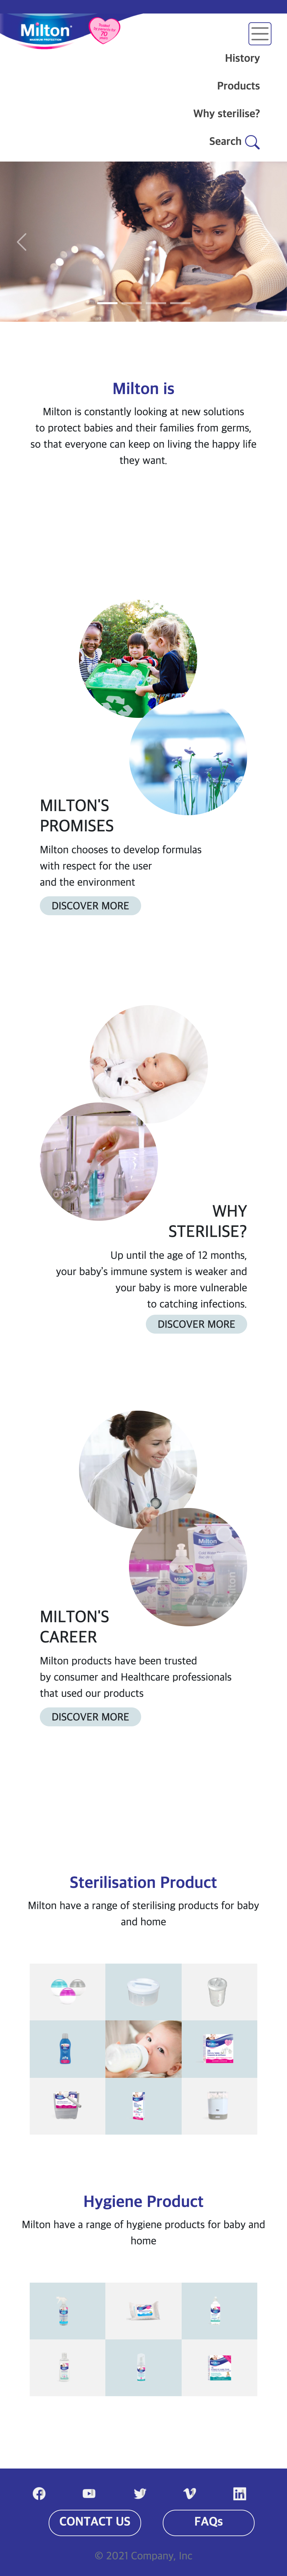 Milton
History
Products
Why sterilise?
Search
Milton is
Milton is constantly looking at new solutions
to protect babies and their families from germs,
so that everyone can keep on living the happy life
they want.
MILTON'S
PROMISES
Milton chooses to develop formulas
with respect for the user
and the environment
DISCOVER MORE
WHY
STERILISE?
Up until the age of 12 months,
your baby's immune system is weaker and
your baby is more vulnerable
to catching infections.
DISCOVER MORE
MILTON'S
CAREER
Milton products have been trusted
by consumer and Healthcare professionals
that used our products
DISCOVER MORE
Sterilisation Product
Milton have a range of sterilising products for baby
and home
Hygiene Product
Milton have a range of hygiene products for baby and
home
CONTACT US
FAQs
© 2021 Company, Inc